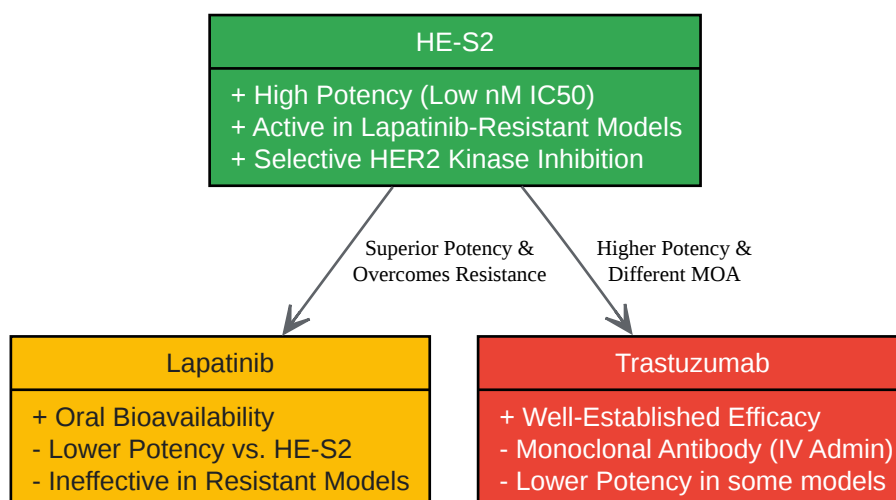 HE-S2
+ High Potency (Low nM IC50)
+ Active in Lapatinib-Resistant Models
+ Selective HER2 Kinase Inhibition
Superior Potency &
Overcomes Resistance
Higher Potency &
Different MOA
Lapatinib
+ Oral Bioavailability
- Lower Potency vs. HE-S2
- Ineffective in Resistant Models
Trastuzumab
+ Well-Established Efficacy
- Monoclonal Antibody (IV Admin)
- Lower Potency in some models